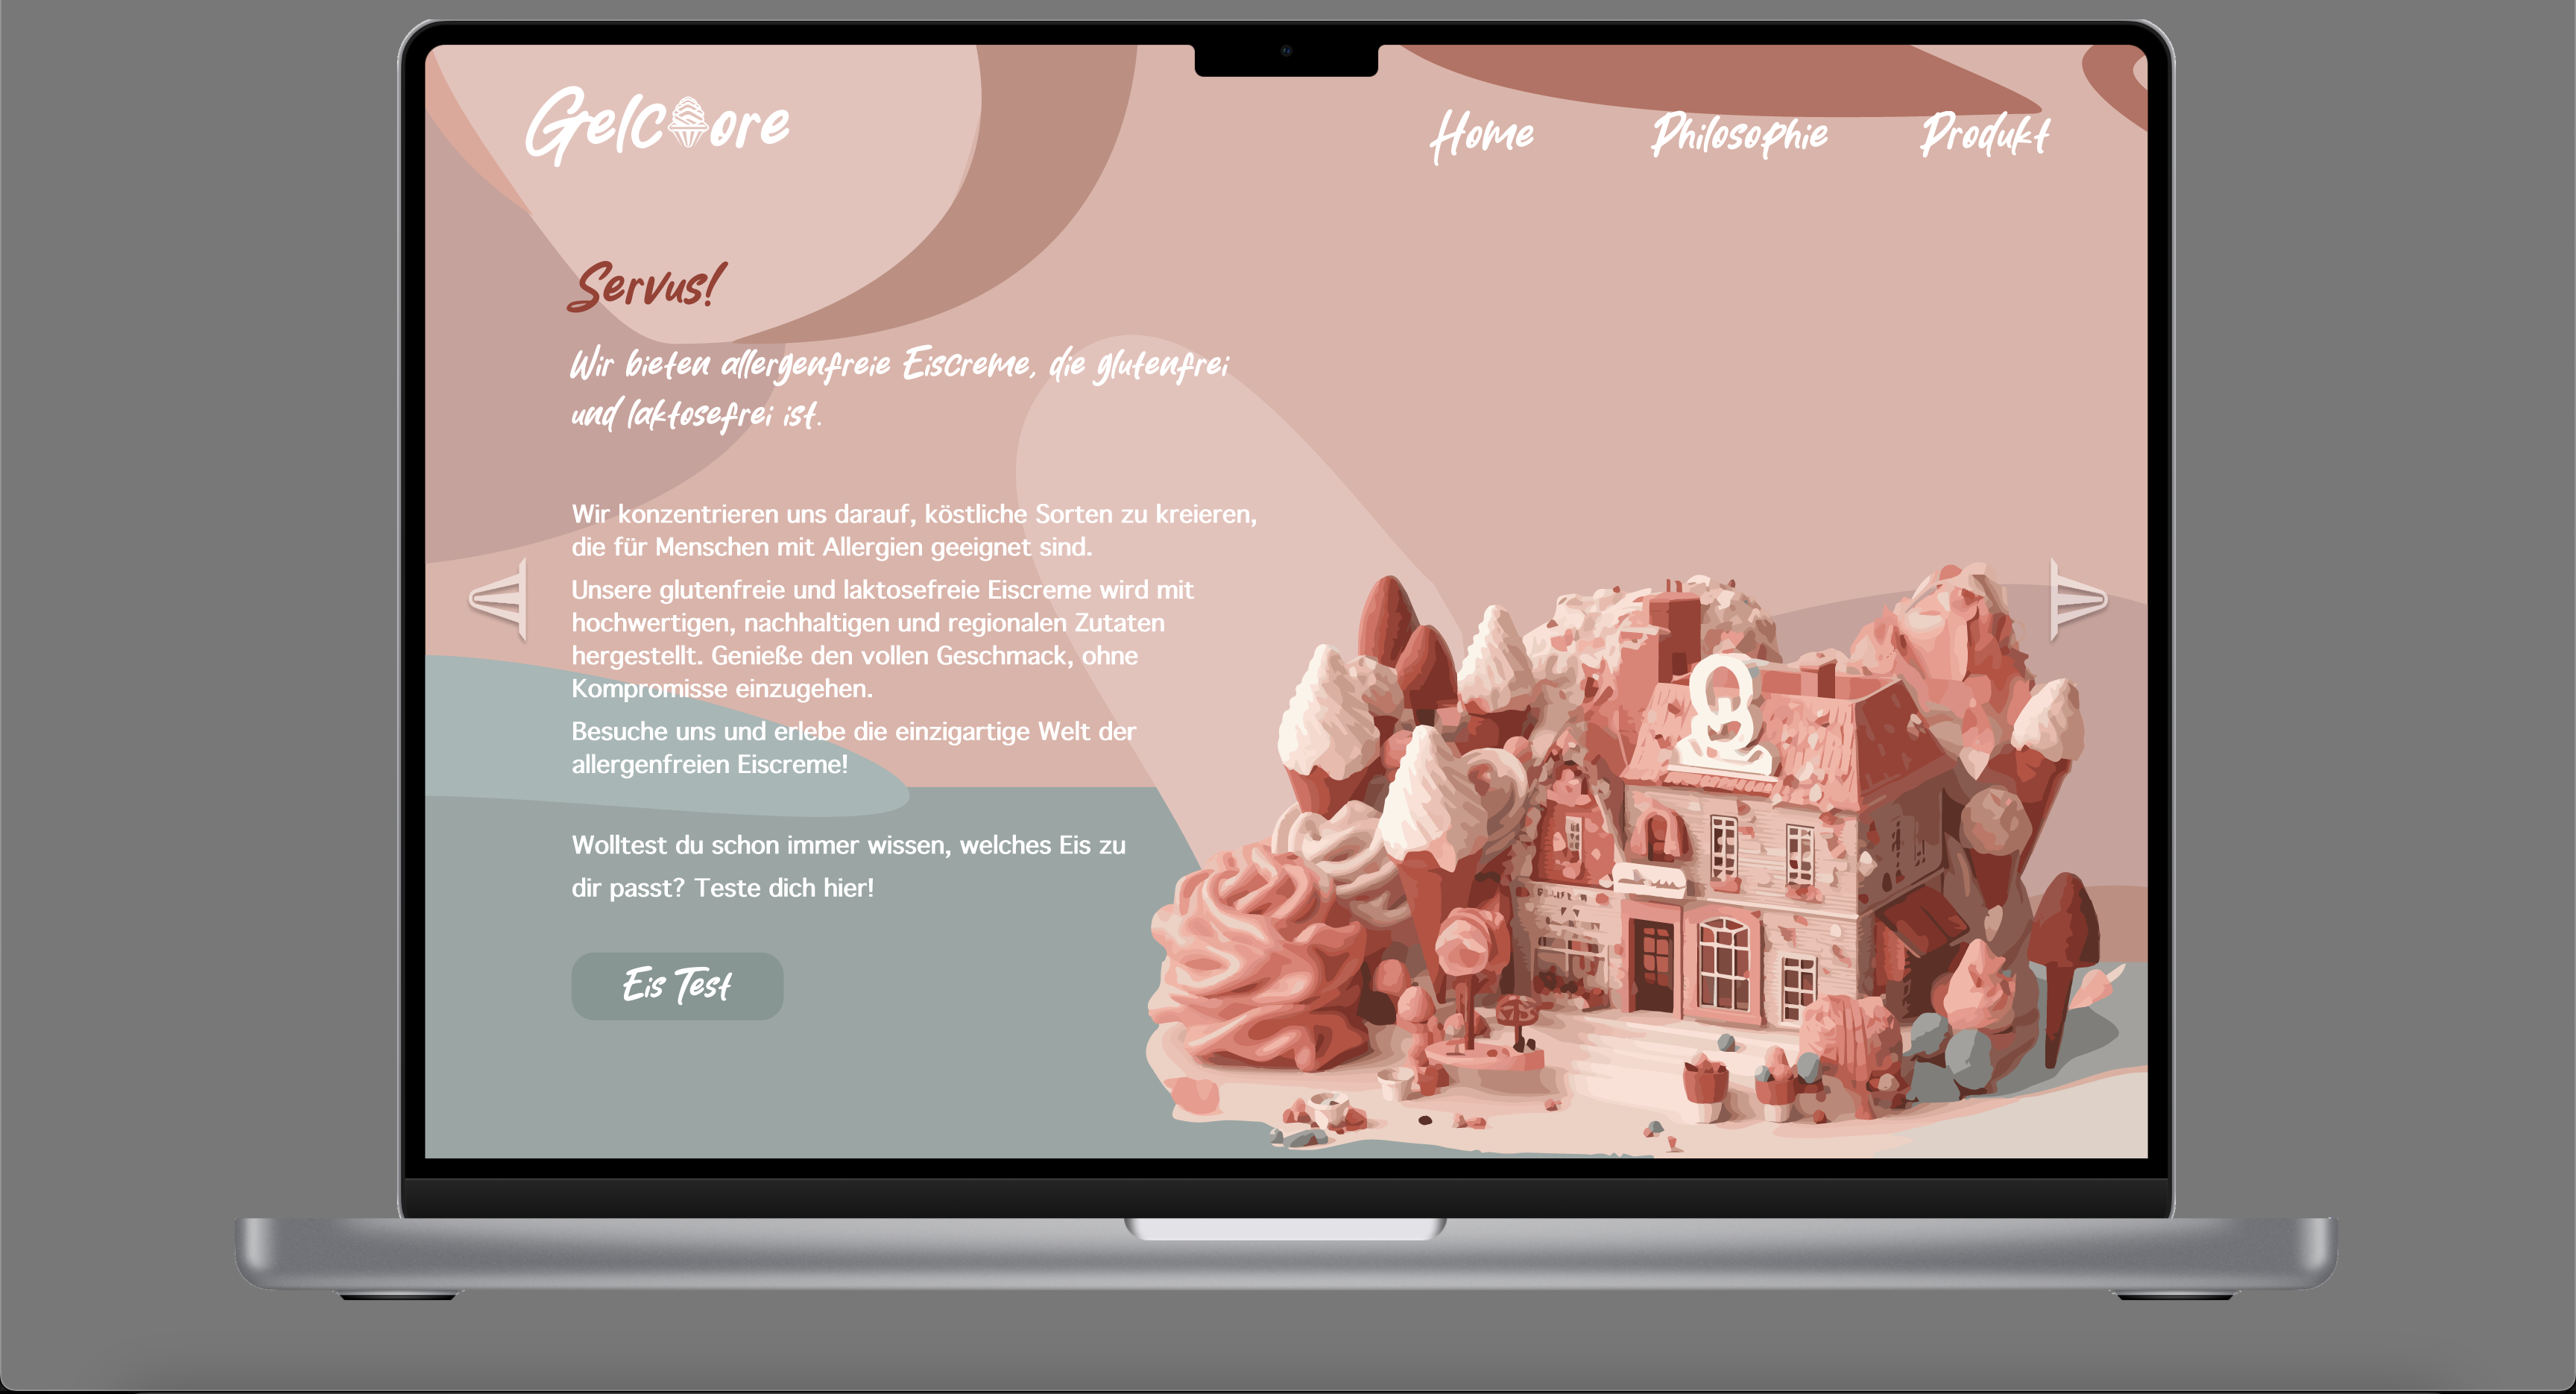 Gelcore
Home Philosophie Produkt
Servus!
Wir bieten allergenfreie Eiscreme, die glutenfrei
und laktosefrei ist.
Wir konzentrieren uns darauf, köstliche Sorten zu kreieren,
die für Menschen mit Allergien geeignet sind.
Unsere glutenfreie und laktosefreie Eiscreme wird mit
hochwertigen, nachhaltigen und regionalen Zutaten
hergestellt. Genieße den vollen Geschmack, ohne
Kompromisse einzugehen.
Besuche uns und erlebe die einzigartige Welt der
allergenfreien Eiscreme!
Wolltest du schon immer wissen, welches Eis zu
dir passt? Teste dich hier!
Eis Test